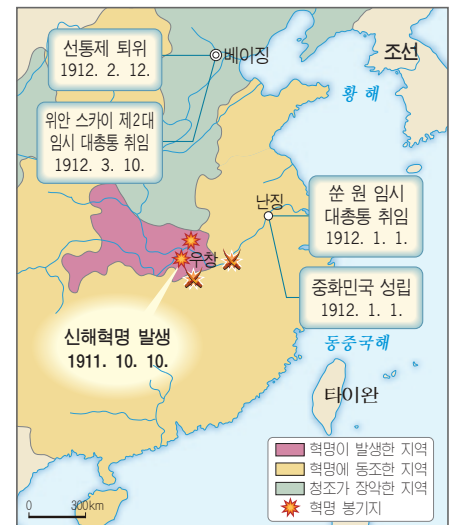 선통제 퇴위
1912. 2. 12.
베이징
조선
황 해
위안 스카이 제2대
임시 대총통 취임
1912. 3. 10.
난징
쑨 원 임시
대총통 취임
1912. 1. 1.
우창
중화민국 성립
1912. 1. 1.
신해혁명 발생
1911. 10. 10.
동중국해
타이완
혁명이 발생한 지역
혁명에 동조한 지역
청조가 장악한 지역
혁명 봉기지
0 300km